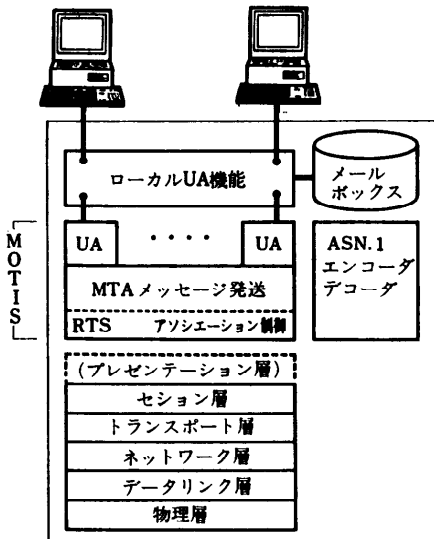 ローカルUA機能
メール
ボックス
MOTIS
UA
・・・・
UA
MTAメッセージ発送
RTS アソシエーション制御
ASN.1
エンコーダ
デコーダ
(プレゼンテーション層)
セション層
トランスポート層
ネットワーク層
データリンク層
物理層